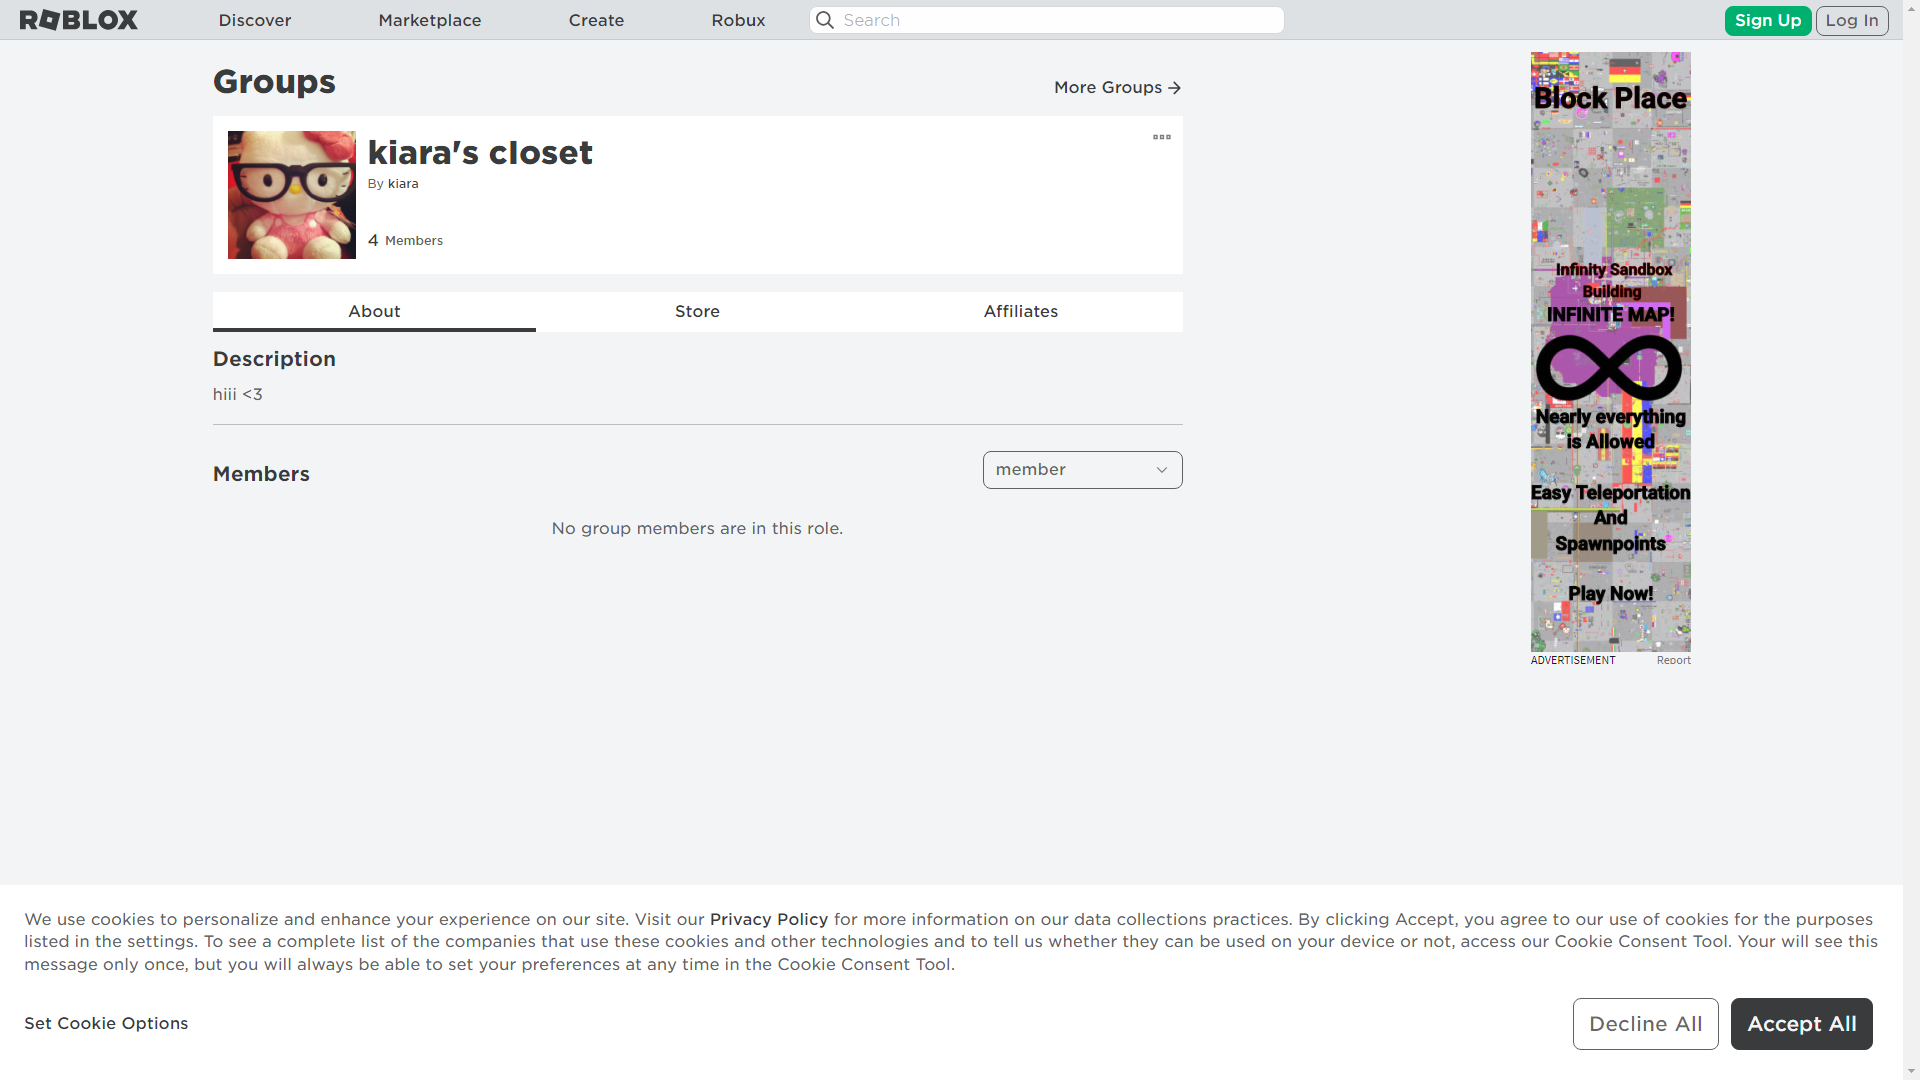 ROBLOX
Discover
Marketplace
Create
Robux
Search
Sign Up
Log In
Groups
More Groups
kiara's closet
By kiara
4 Members
About
Store
Affiliates
Description
hiii <3
Members
member
No group members are in this role.
Block Place
Infinity Sandbox
Building
INFINITE MAP!
Nearly everything
is Allowed
Easy Teleportation
And
Spawnpoints
Play Now!
ADVERTISEMENT
Report
We use cookies to personalize and enhance your experience on our site. Visit our Privacy Policy for more information on our data collections practices. By clicking Accept, you agree to our use of cookies for the purposes
listed in the settings. To see a complete list of the companies that use these cookies and other technologies and to tell us whether they can be used on your device or not, access our Cookie Consent Tool. Your will see this
message only once, but you will always be able to set your preferences at any time in the Cookie Consent Tool.
Set Cookie Options
Decline All
Accept All